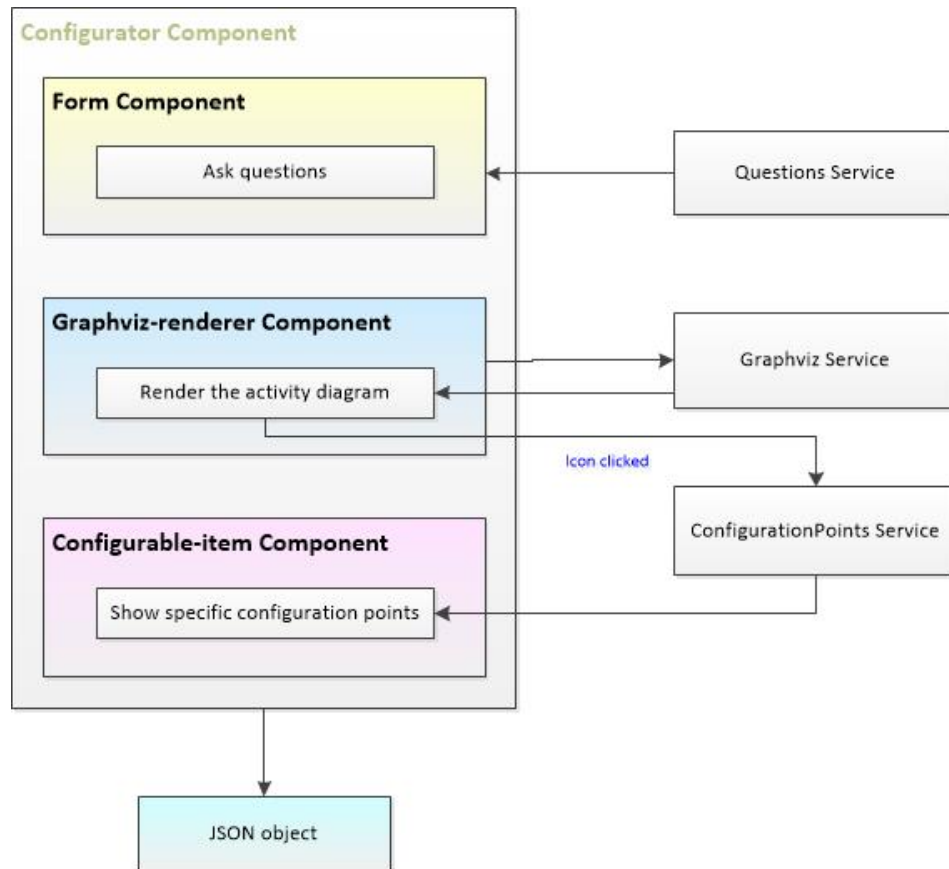 Configurator Component
Form Component
Ask questions
Questions Service
Graphviz-renderer Component
Render the activity diagram
Graphviz Service
Icon clicked
ConfigurationPoints Service
Configurable-item Component
Show specific configuration points
JSON object